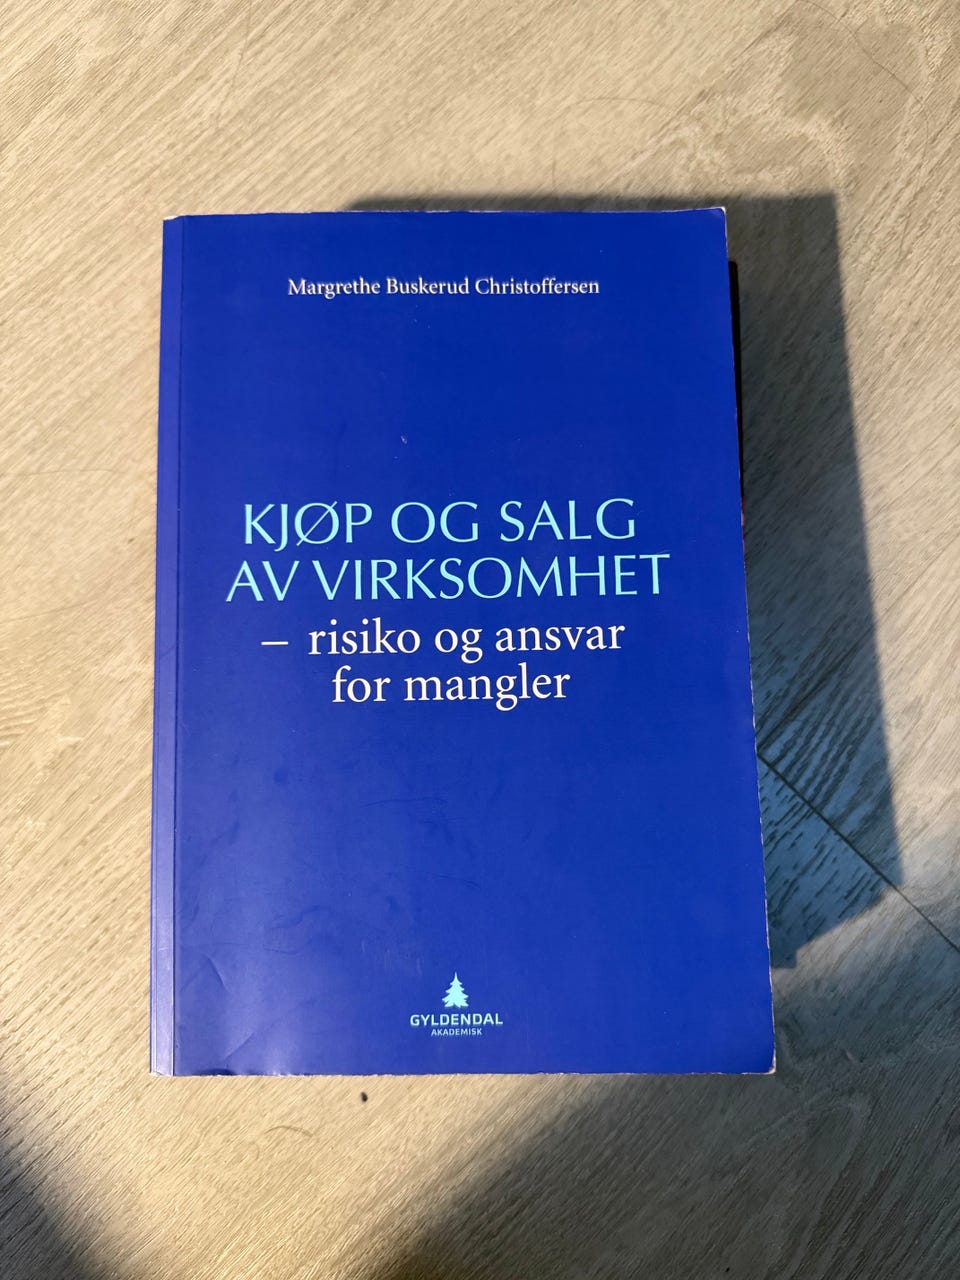 Margrethe Buskerud Christoffersen
KJØP OG SALG
AV VIRKSOMHET
– risiko og ansvar
for mangler
GYLDENDAL
AKADEMISK